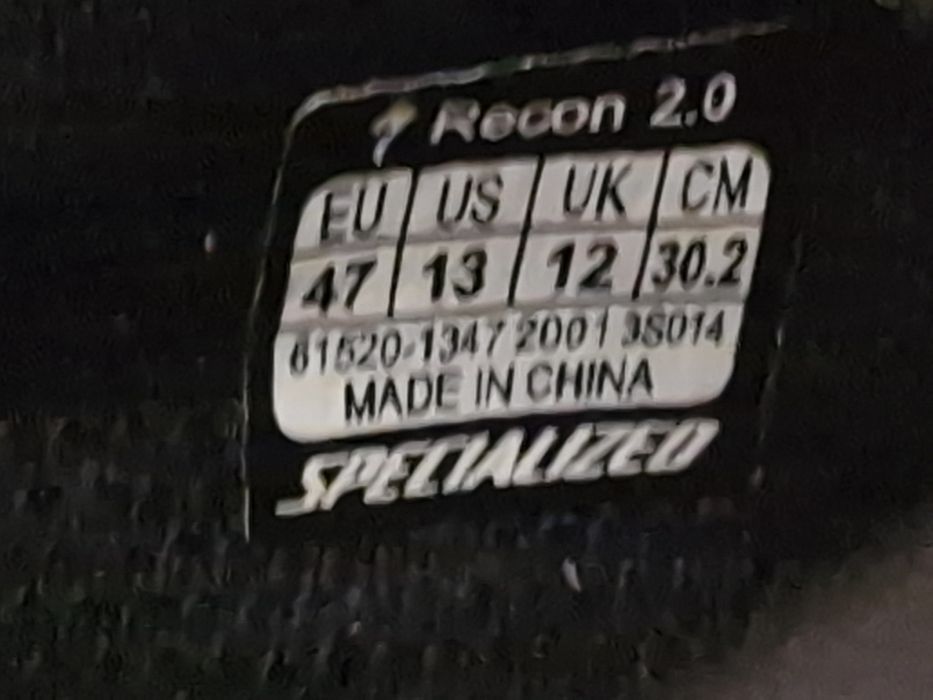 Recon 2.0
EU US UK CM
47 13 12 30.2
61520-1347 2001 3S014
MADE IN CHINA
SPECIALIZED